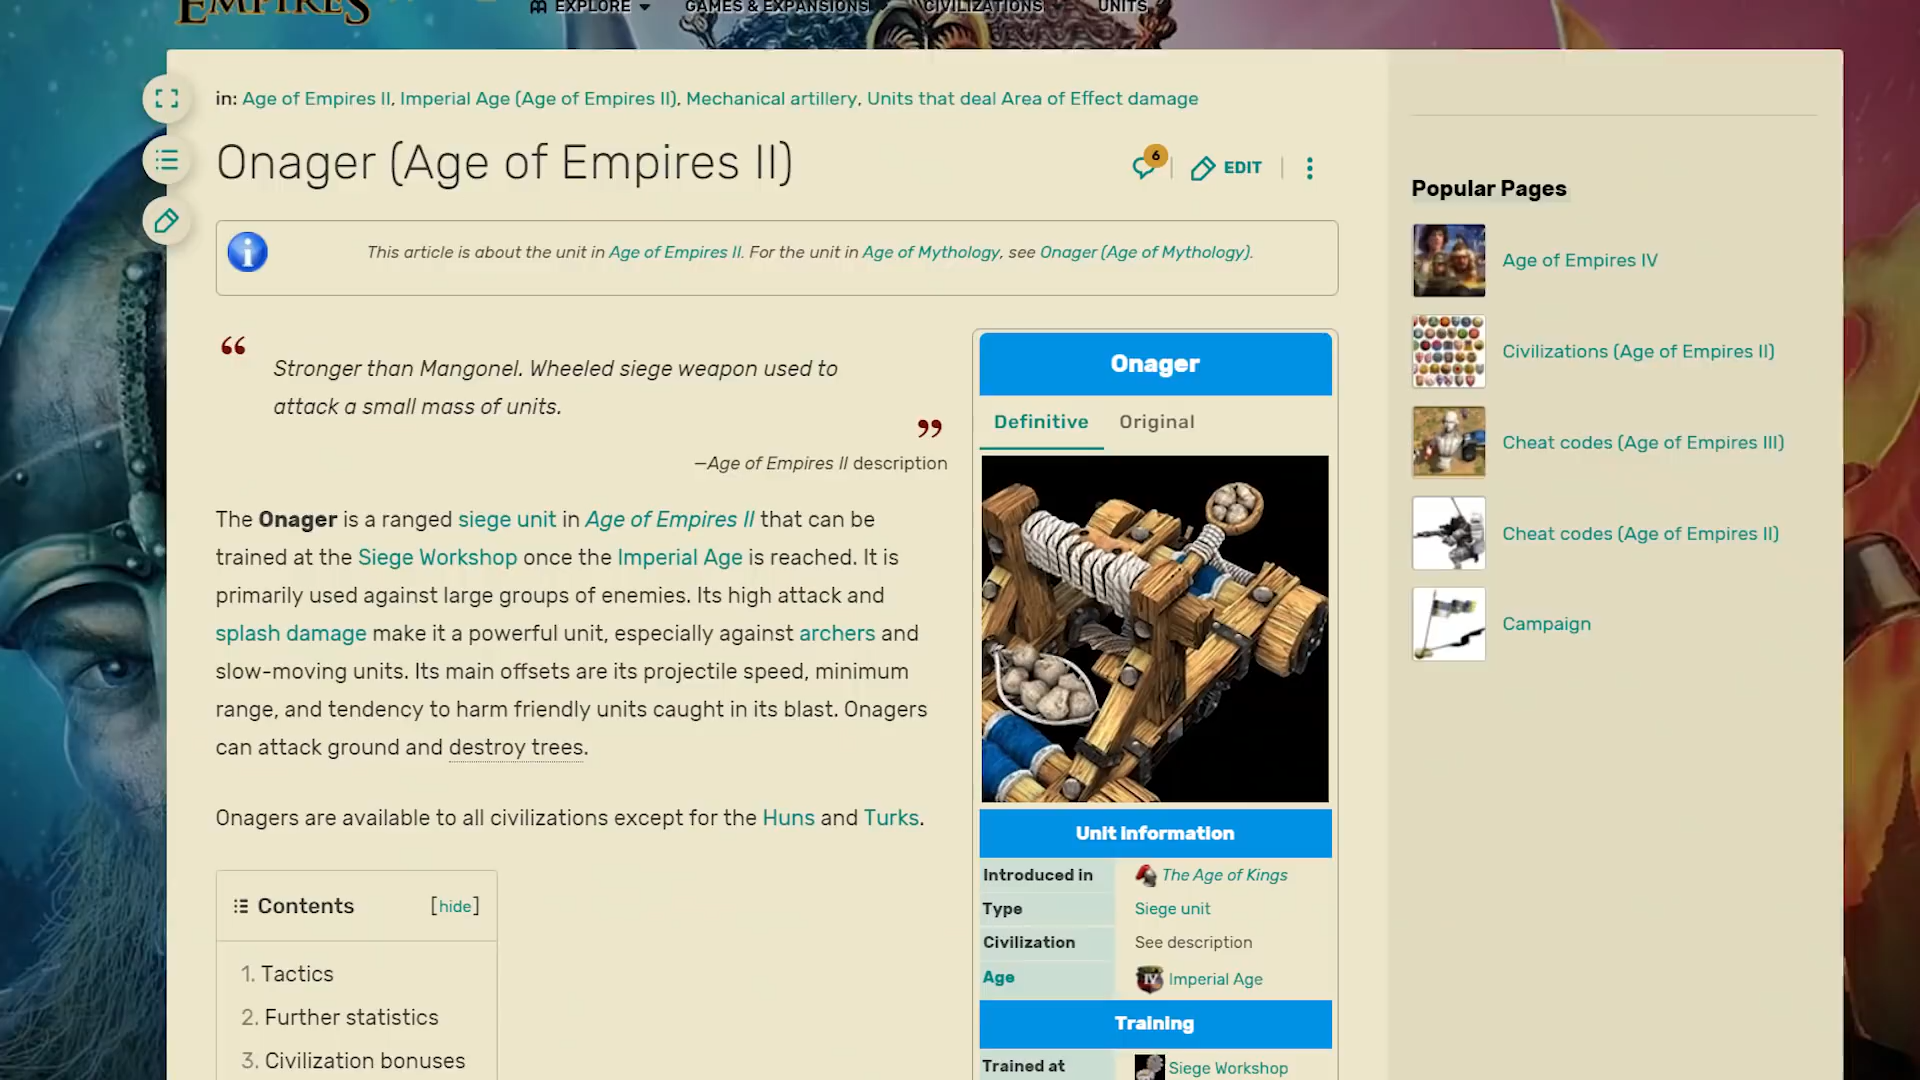 EMPIRES
EXPLORE
GAMES & EXPANSIONS
CIVILIZATIONS
UNITS
in: Age of Empires II, Imperial Age (Age of Empires II), Mechanical artillery, Units that deal Area of Effect damage
Onager (Age of Empires II)
6
EDIT
This article is about the unit in Age of Empires II. For the unit in Age of Mythology, see Onager (Age of Mythology).
“
Stronger than Mangonel. Wheeled siege weapon used to
attack a small mass of units.
”
—Age of Empires II description
The Onager is a ranged siege unit in Age of Empires II that can be
trained at the Siege Workshop once the Imperial Age is reached. It is
primarily used against large groups of enemies. Its high attack and
splash damage make it a powerful unit, especially against archers and
slow-moving units. Its main offsets are its projectile speed, minimum
range, and tendency to harm friendly units caught in its blast. Onagers
can attack ground and destroy trees.
Onagers are available to all civilizations except for the Huns and Turks.
Contents [hide]
1. Tactics
2. Further statistics
3. Civilization bonuses
Onager
Definitive Original
Unit Information
Introduced in The Age of Kings
Type Siege unit
Civilization See description
Age IV Imperial Age
Training
Trained at Siege Workshop
Popular Pages
Age of Empires IV
Civilizations (Age of Empires II)
Cheat codes (Age of Empires III)
Cheat codes (Age of Empires II)
Campaign